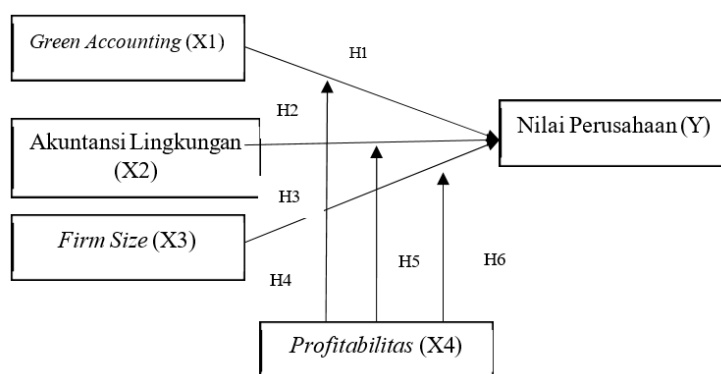 Green Accounting (X1)
H1
Nilai Perusahaan (Y)
H2
Akuntansi Lingkungan
(X2)
H3
Firm Size (X3)
H4
H5
H6
Profitabilitas (X4)